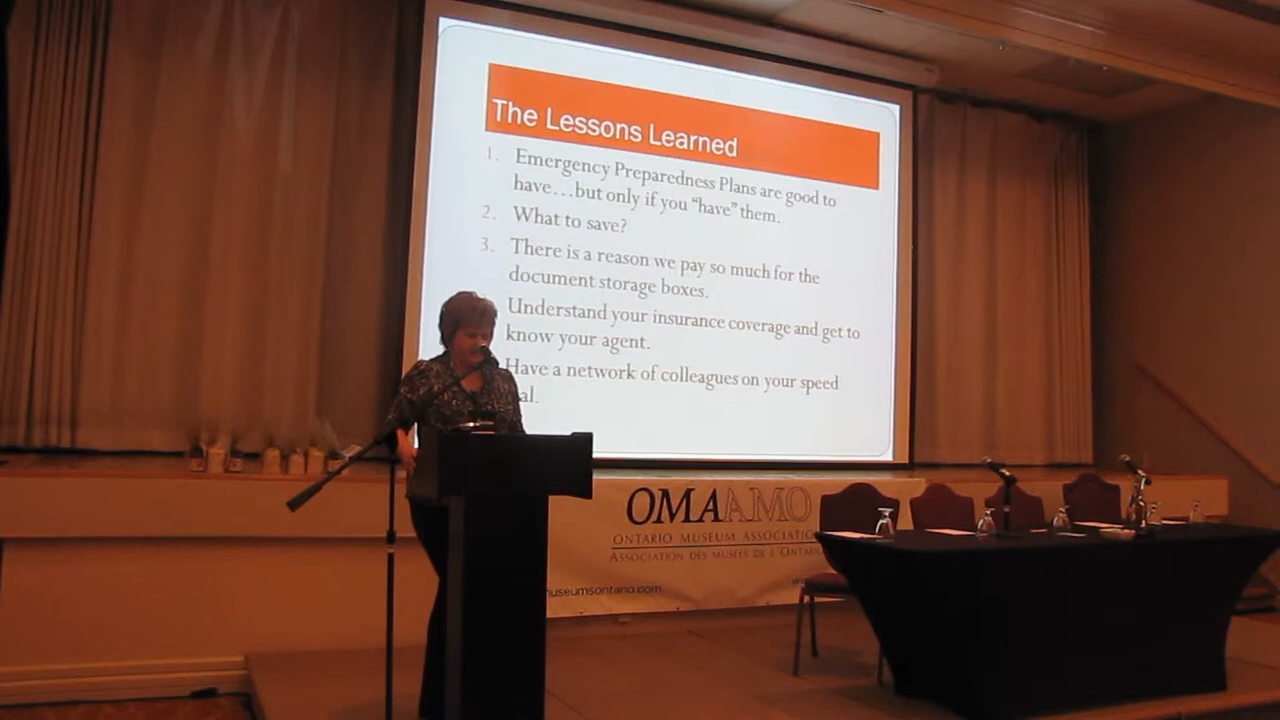 The Lessons Learned
1. Emergency Preparedness Plans are good to
have...but only if you “have” them.
2. What to save?
3. There is a reason we pay so much for the
document storage boxes.
Understand your insurance coverage and get to
know your agent.
Have a network of colleagues on your speed
al.
OMAAMO
ONTARIO MUSEUM ASSOCIATIO
ASSOCIATION DES MUSÉES DE L'ONTARI
useumsontario.com